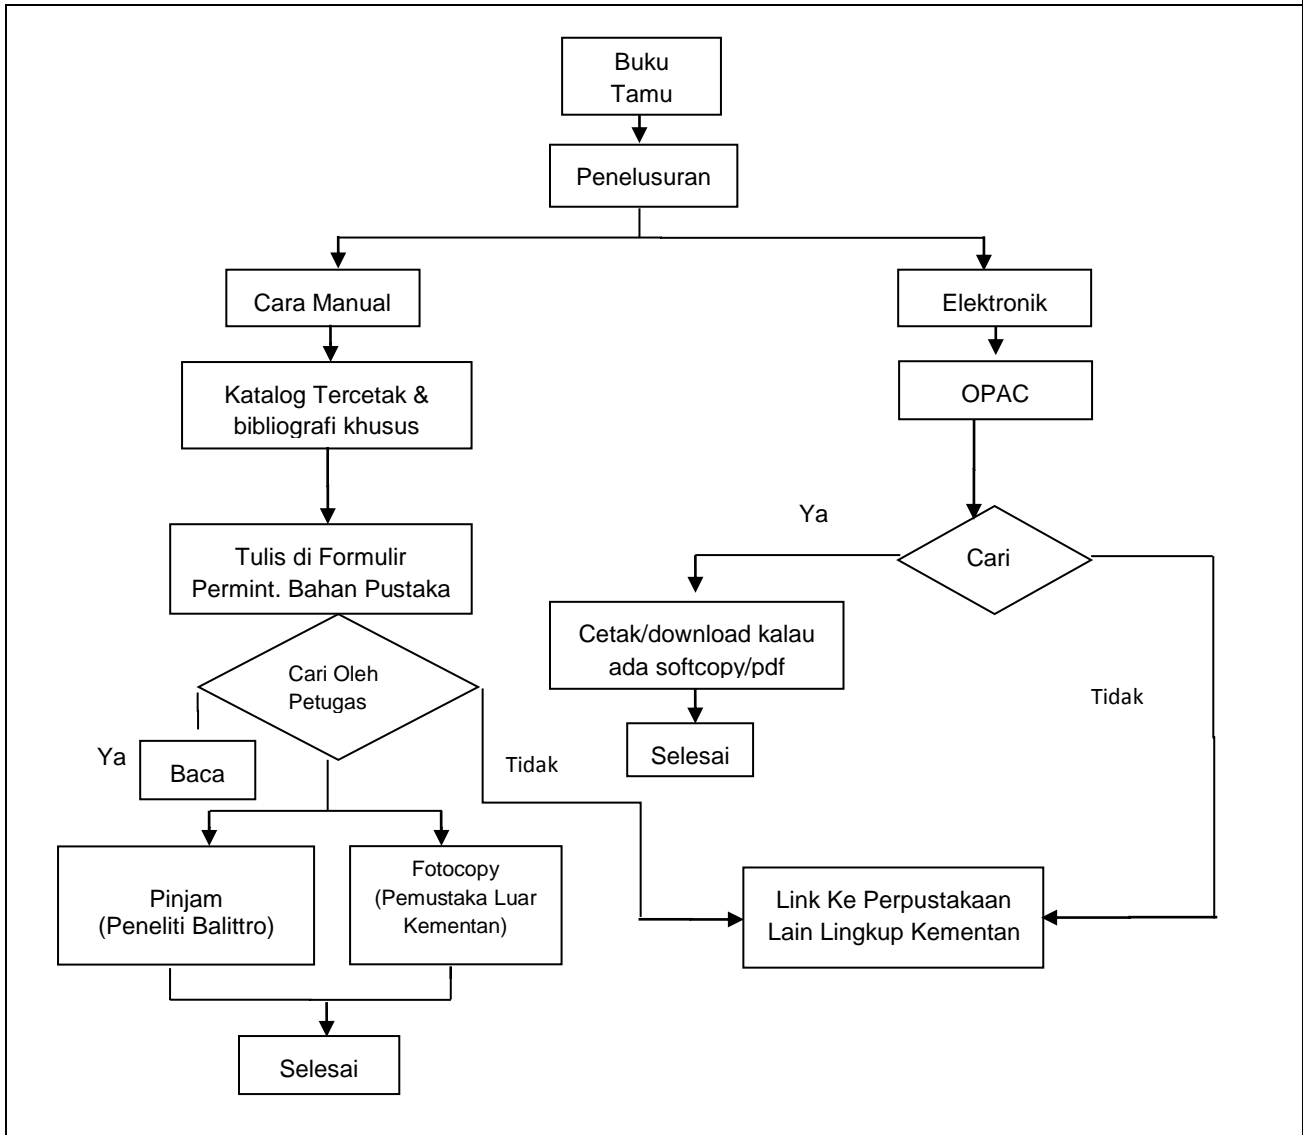 Buku
Tamu
Penelusuran
Cara Manual
Elektronik
Katalog Tercetak &
bibliografi khusus
OPAC
Ya
Tulis di Formulir
Permint. Bahan Pustaka
Cari
Cetak/download kalau
ada softcopy/pdf
Cari Oleh
Petugas
Tidak
Ya
Baca
Tidak
Selesai
Pinjam
(Peneliti Balittro)
Fotocopy
(Pemustaka Luar
Kementan)
Link Ke Perpustakaan
Lain Lingkup Kementan
Selesai